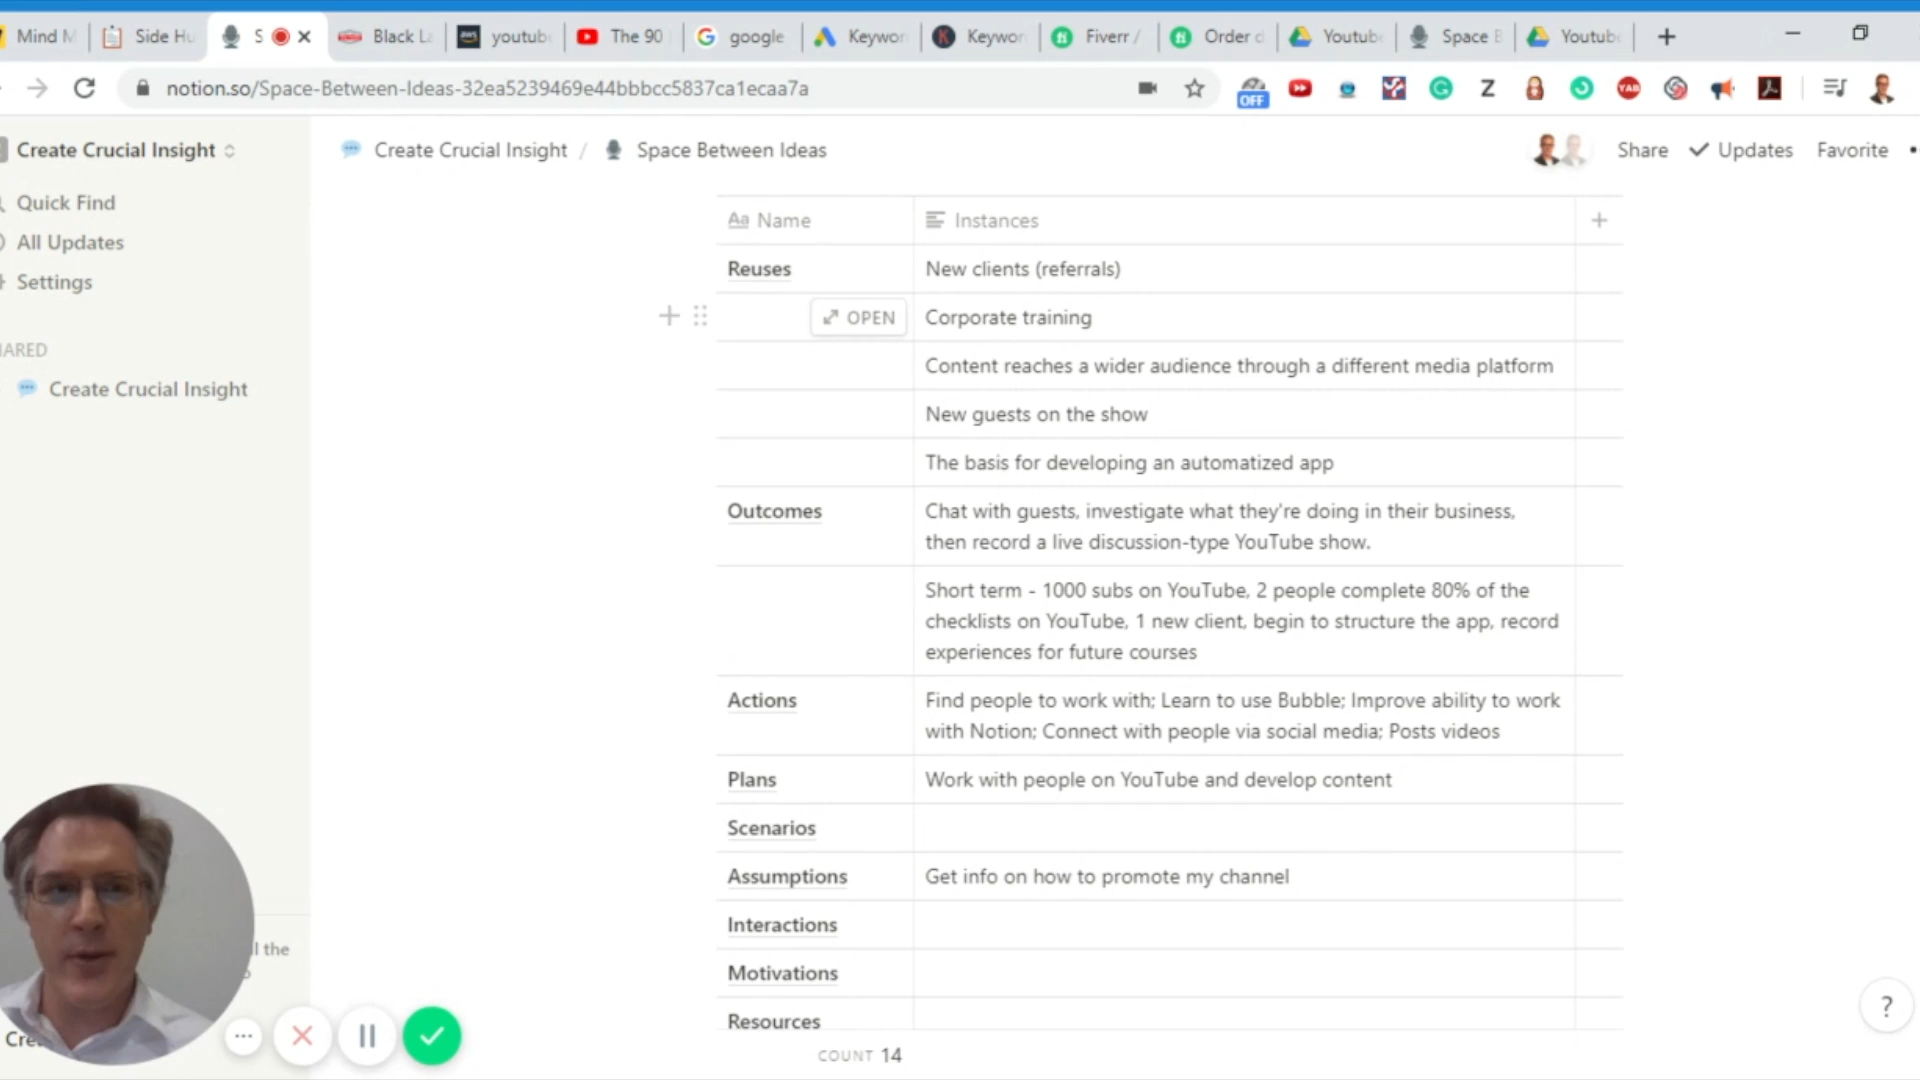 Mind M
Side Hu
S
Black La
youtube
The 90
google
Keywor
Keywor
Fiverr /
Order d
Youtube
Space B
Youtube
notion.so/Space-Between-Ideas-32ea5239469e44bbbcc5837ca1ecaa7a
OFF
Z
YAB
Create Crucial Insight
Create Crucial Insight / Space Between Ideas
Share
Updates
Favorite
Quick Find
All Updates
Settings
ARED
Create Crucial Insight
Aa Name
Instances
Reuses
New clients (referrals)
OPEN
Corporate training
Content reaches a wider audience through a different media platform
New guests on the show
The basis for developing an automatized app
Outcomes
Chat with guests, investigate what they're doing in their business,
then record a live discussion-type YouTube show.
Short term - 1000 subs on YouTube, 2 people complete 80% of the
checklists on YouTube, 1 new client, begin to structure the app, record
experiences for future courses
Actions
Find people to work with; Learn to use Bubble; Improve ability to work
with Notion; Connect with people via social media; Posts videos
Plans
Work with people on YouTube and develop content
Scenarios
Assumptions
Get info on how to promote my channel
Interactions
Motivations
Resources
COUNT 14
l the
Cre
?